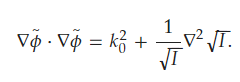 ∇φ̃ · ∇φ̃ = k₀² + 1/√I ∇² √I.